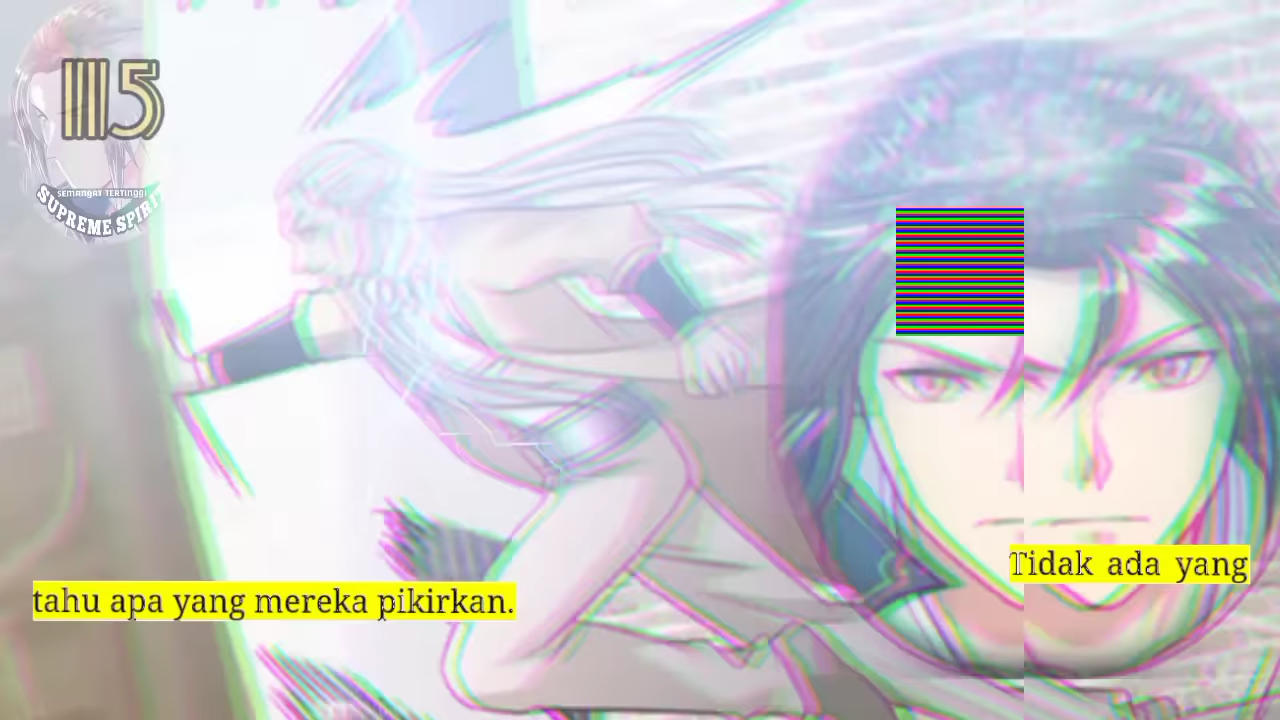 115
SEMANGAT TERTINGGI
SUPREME SPIRIT
Tidak ada yang
tahu apa yang mereka pikirkan.